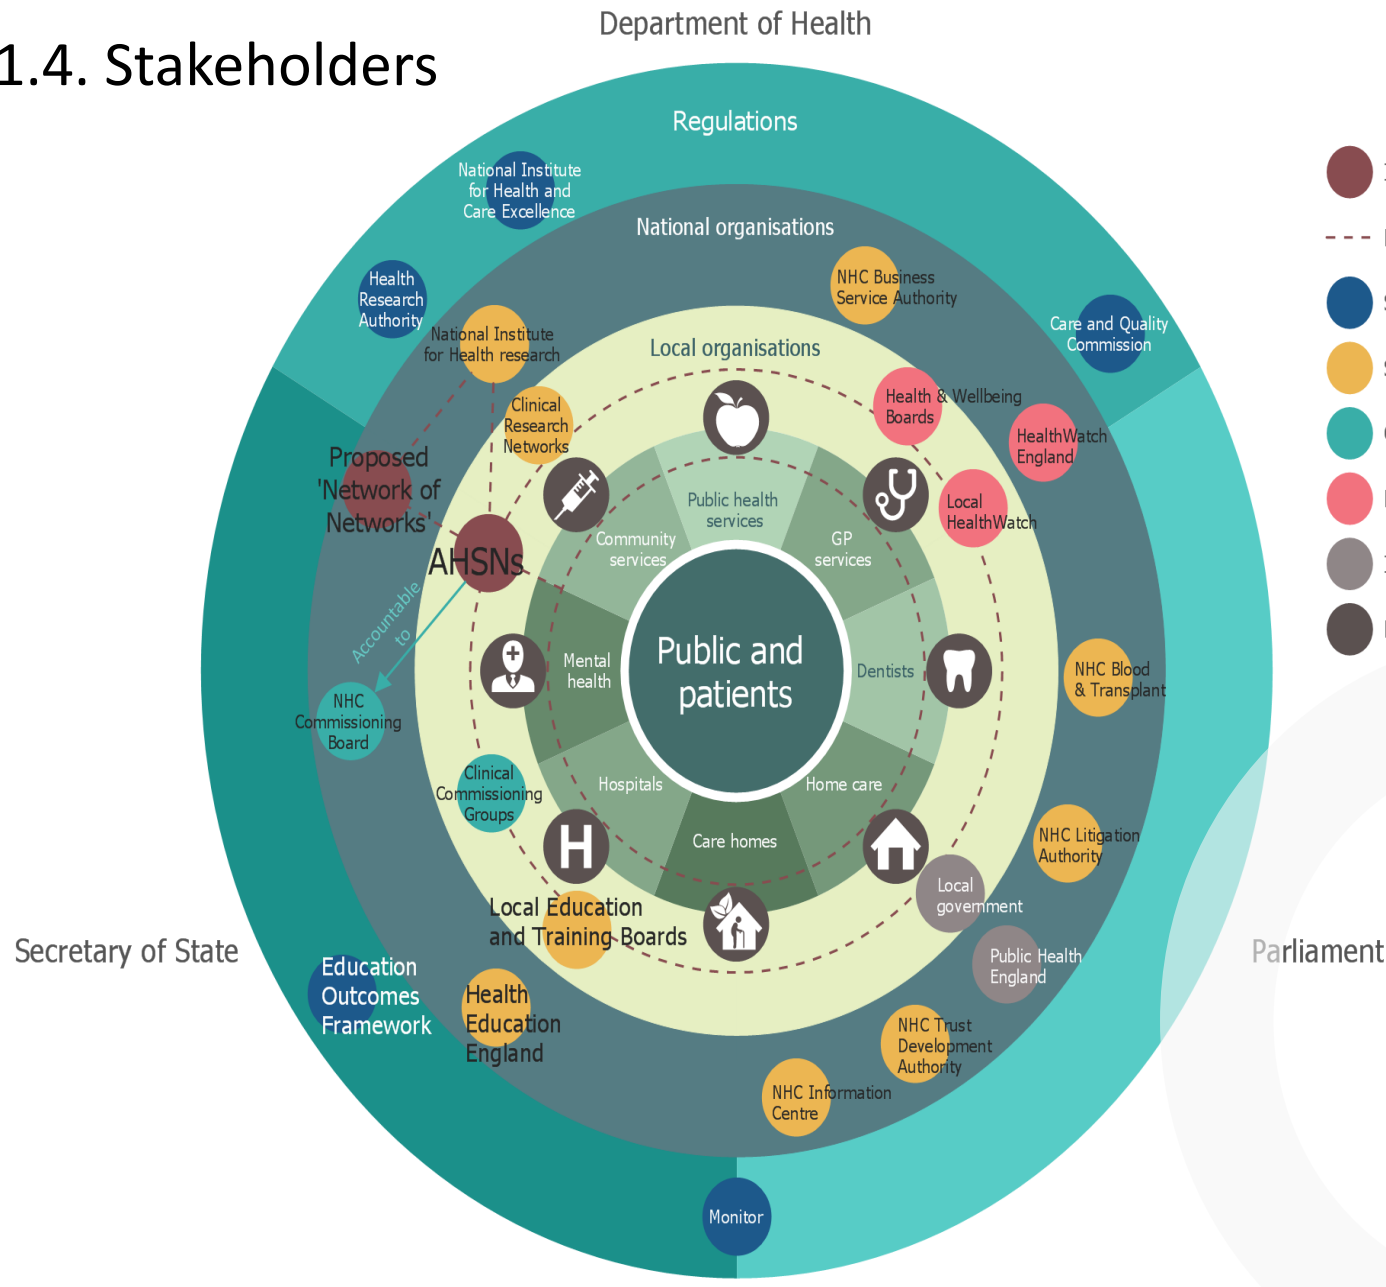 Department of Health
1.4. Stakeholders
Regulations
National Institute
for Health and
Care Excellence
National organisations
Health
Research
Authority
NHC Business
Service Authority
Care and Quality
Commission
National Institute
for Health research
Local organisations
Clinical
Research
Networks
Health & Wellbeing
Boards
HealthWatch
England
Proposed
'Network of
Networks'
Public health
services
Local
HealthWatch
Community
services
GP
services
AHSNs
Accountable
to
Public and
patients
Mental
health
Dentists
NHC Blood
& Transplant
NHC
Commissioning
Board
Clinical
Commissioning
Groups
Hospitals
Home care
Care homes
H
NHC Litigation
Authority
Local Education
and Training Boards
Local
government
Secretary of State
Parliament
Public Health
England
Education
Outcomes
Framework
Health
Education
England
NHC Trust
Development
Authority
NHC Information
Centre
Monitor